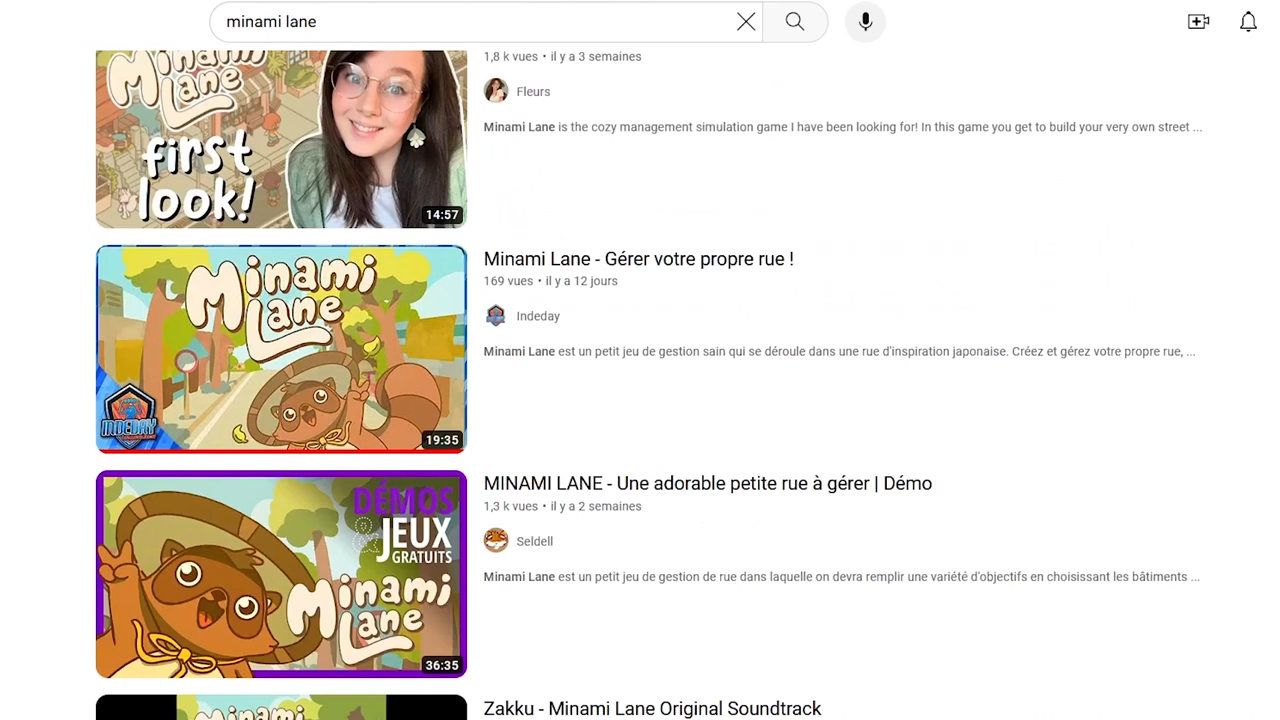 minami lane
Minami
Lane
first
look!
14:57
1,8 k vues • il y a 3 semaines
Fleurs
Minami Lane is the cozy management simulation game I have been looking for! In this game you get to build your very own street ...
Minami
Lane
INDEDAY
19:35
Minami Lane - Gérer votre propre rue !
169 vues • il y a 12 jours
Indeday
Minami Lane est un petit jeu de gestion sain qui se déroule dans une rue d'inspiration japonaise. Créez et gérez votre propre rue, ...
DÉMOS
& JEUX
GRATUITS
Minami
Lane
36:35
MINAMI LANE - Une adorable petite rue à gérer | Démo
1,3 k vues • il y a 2 semaines
Seldell
Minami Lane est un petit jeu de gestion de rue dans laquelle on devra remplir une variété d'objectifs en choisissant les bâtiments ...
Minami
Zakku - Minami Lane Original Soundtrack